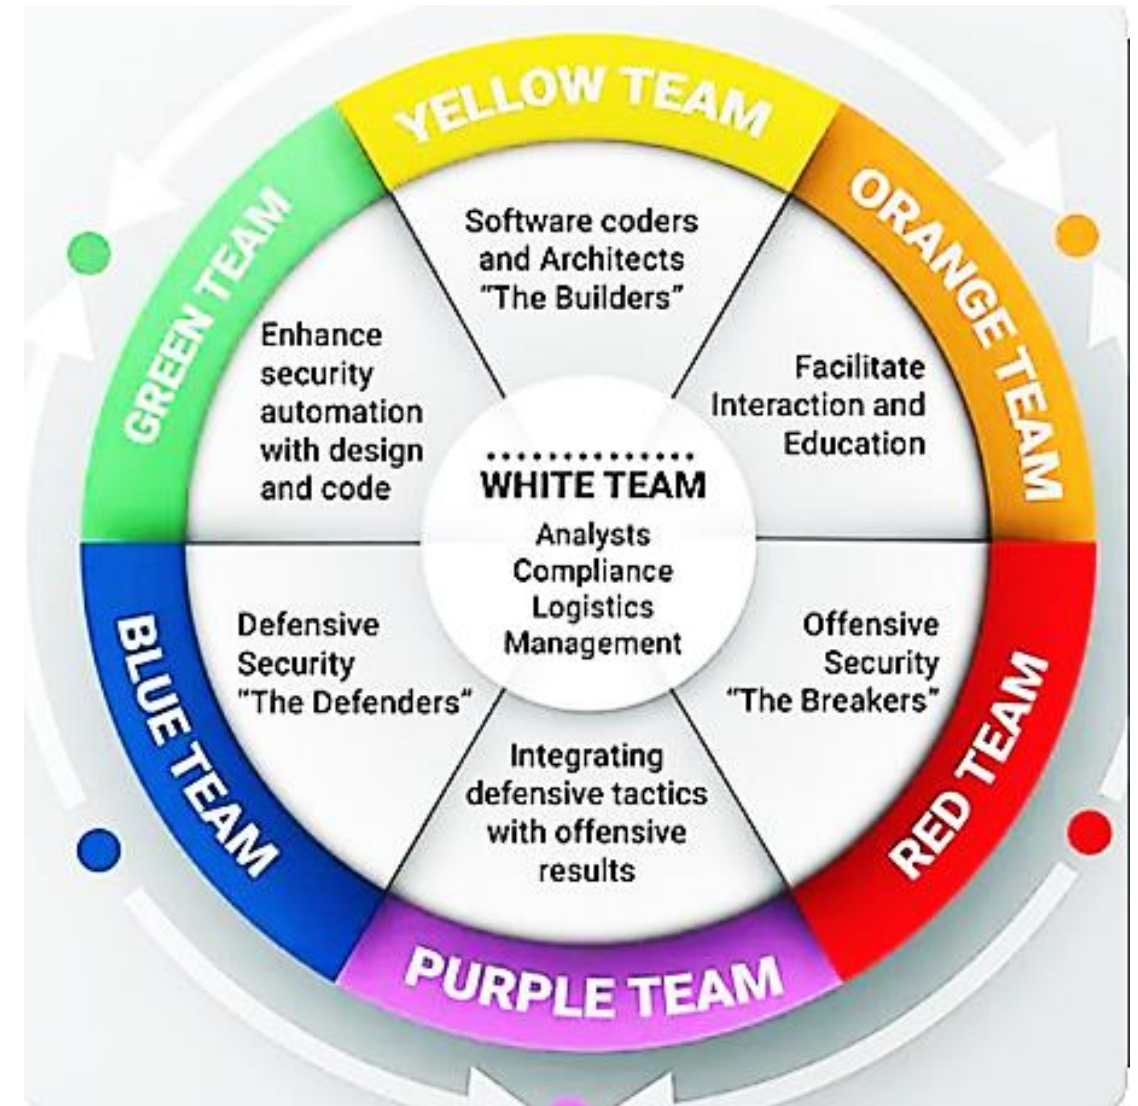 YELLOW TEAM
Software coders
and Architects
"The Builders"
ORANGE TEAM
Facilitate
Interaction and
Education
RED TEAM
Offensive
Security
"The Breakers"
PURPLE TEAM
Integrating
defensive tactics
with offensive
results
BLUE TEAM
Defensive
Security
"The Defenders"
GREEN TEAM
Enhance
security
automation
with design
and code
WHITE TEAM
Analysts
Compliance
Logistics
Management